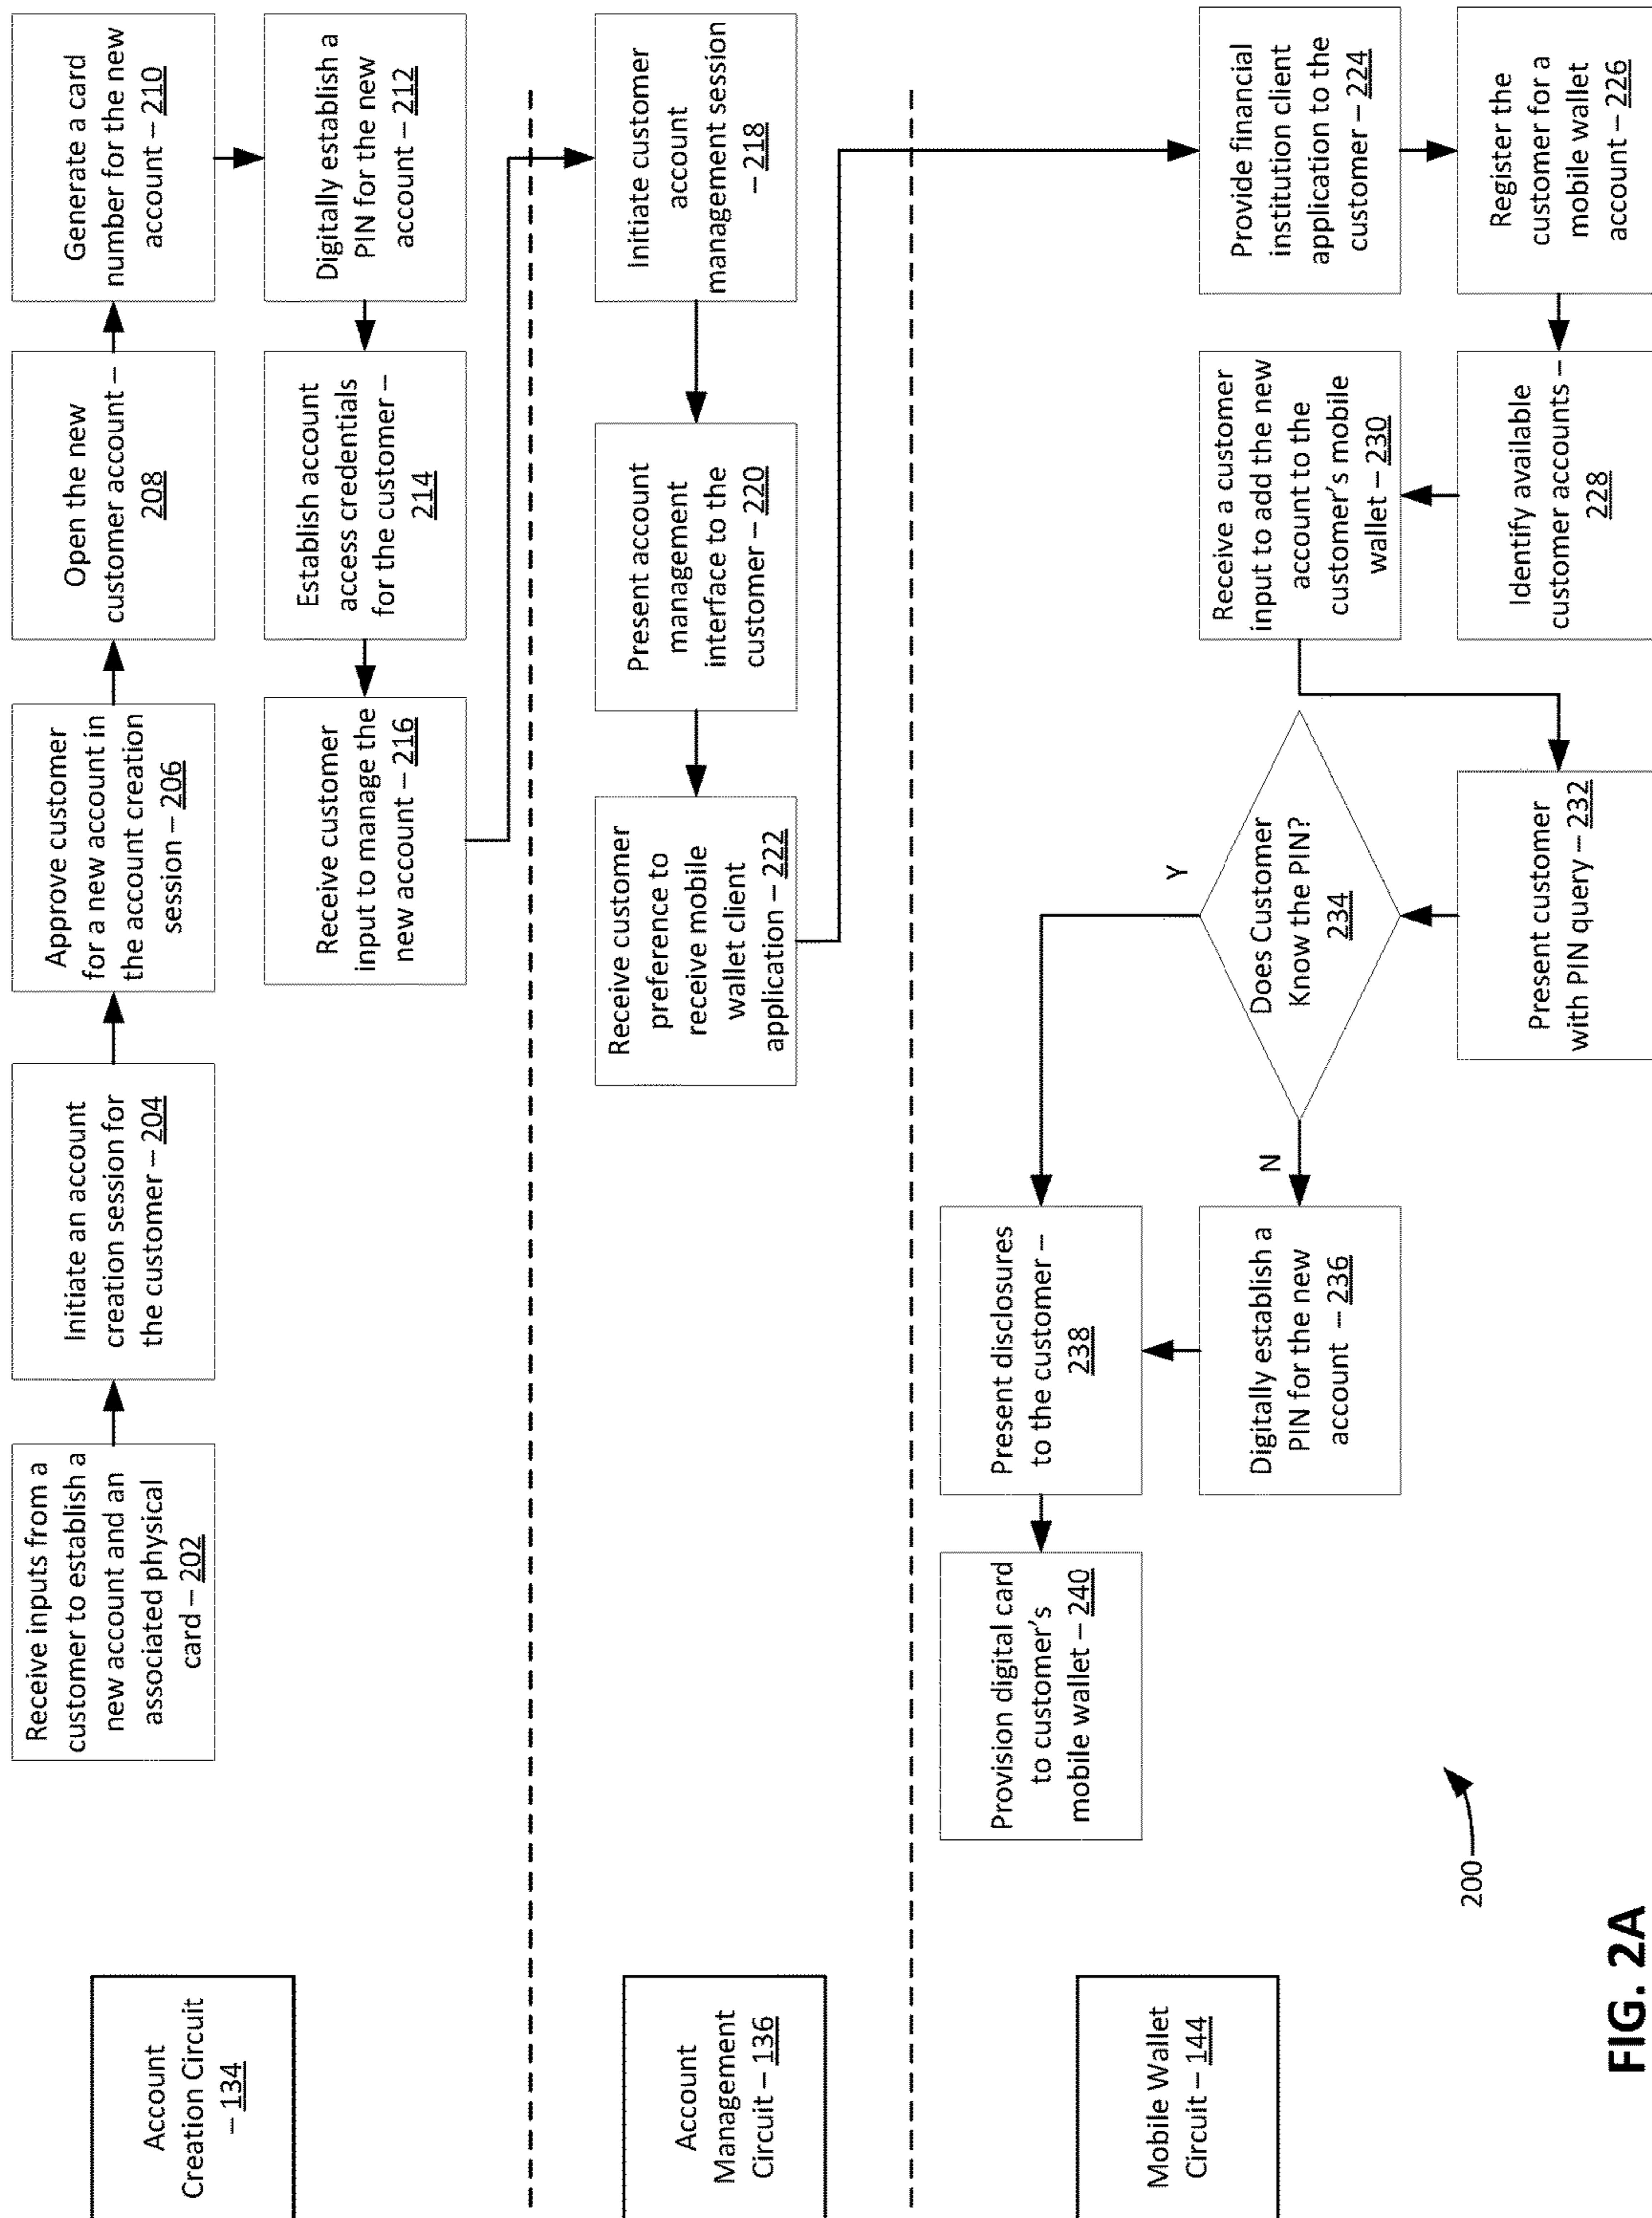 Account
Creation Circuit
– 134
Receive inputs from a
customer to establish a
new account and an
associated physical
card – 202
Initiate an account
creation session for
the customer – 204
Approve customer
for a new account in
the account creation
session – 206
Open the new
customer account –
208
Generate a card
number for the new
account – 210
Receive customer
input to manage the
new account – 216
Establish account
access credentials
for the customer –
214
Digitally establish a
PIN for the new
account – 212
Account
Management
Circuit – 136
Receive customer
preference to
receive mobile
wallet client
application – 222
Present account
management
interface to the
customer – 220
Initiate customer
account
management session
– 218
Mobile Wallet
Circuit – 144
Provision digital card
to customer's
mobile wallet – 240
Present disclosures
to the customer –
238
Y
N
Digitally establish a
PIN for the new
account – 236
Does Customer
Know the PIN?
234
Receive a customer
input to add the new
account to the
customer's mobile
wallet – 230
Provide financial
institution client
application to the
customer – 224
Present customer
with PIN query – 232
Identify available
customer accounts –
228
Register the
customer for a
mobile wallet
account – 226
200
FIG. 2A